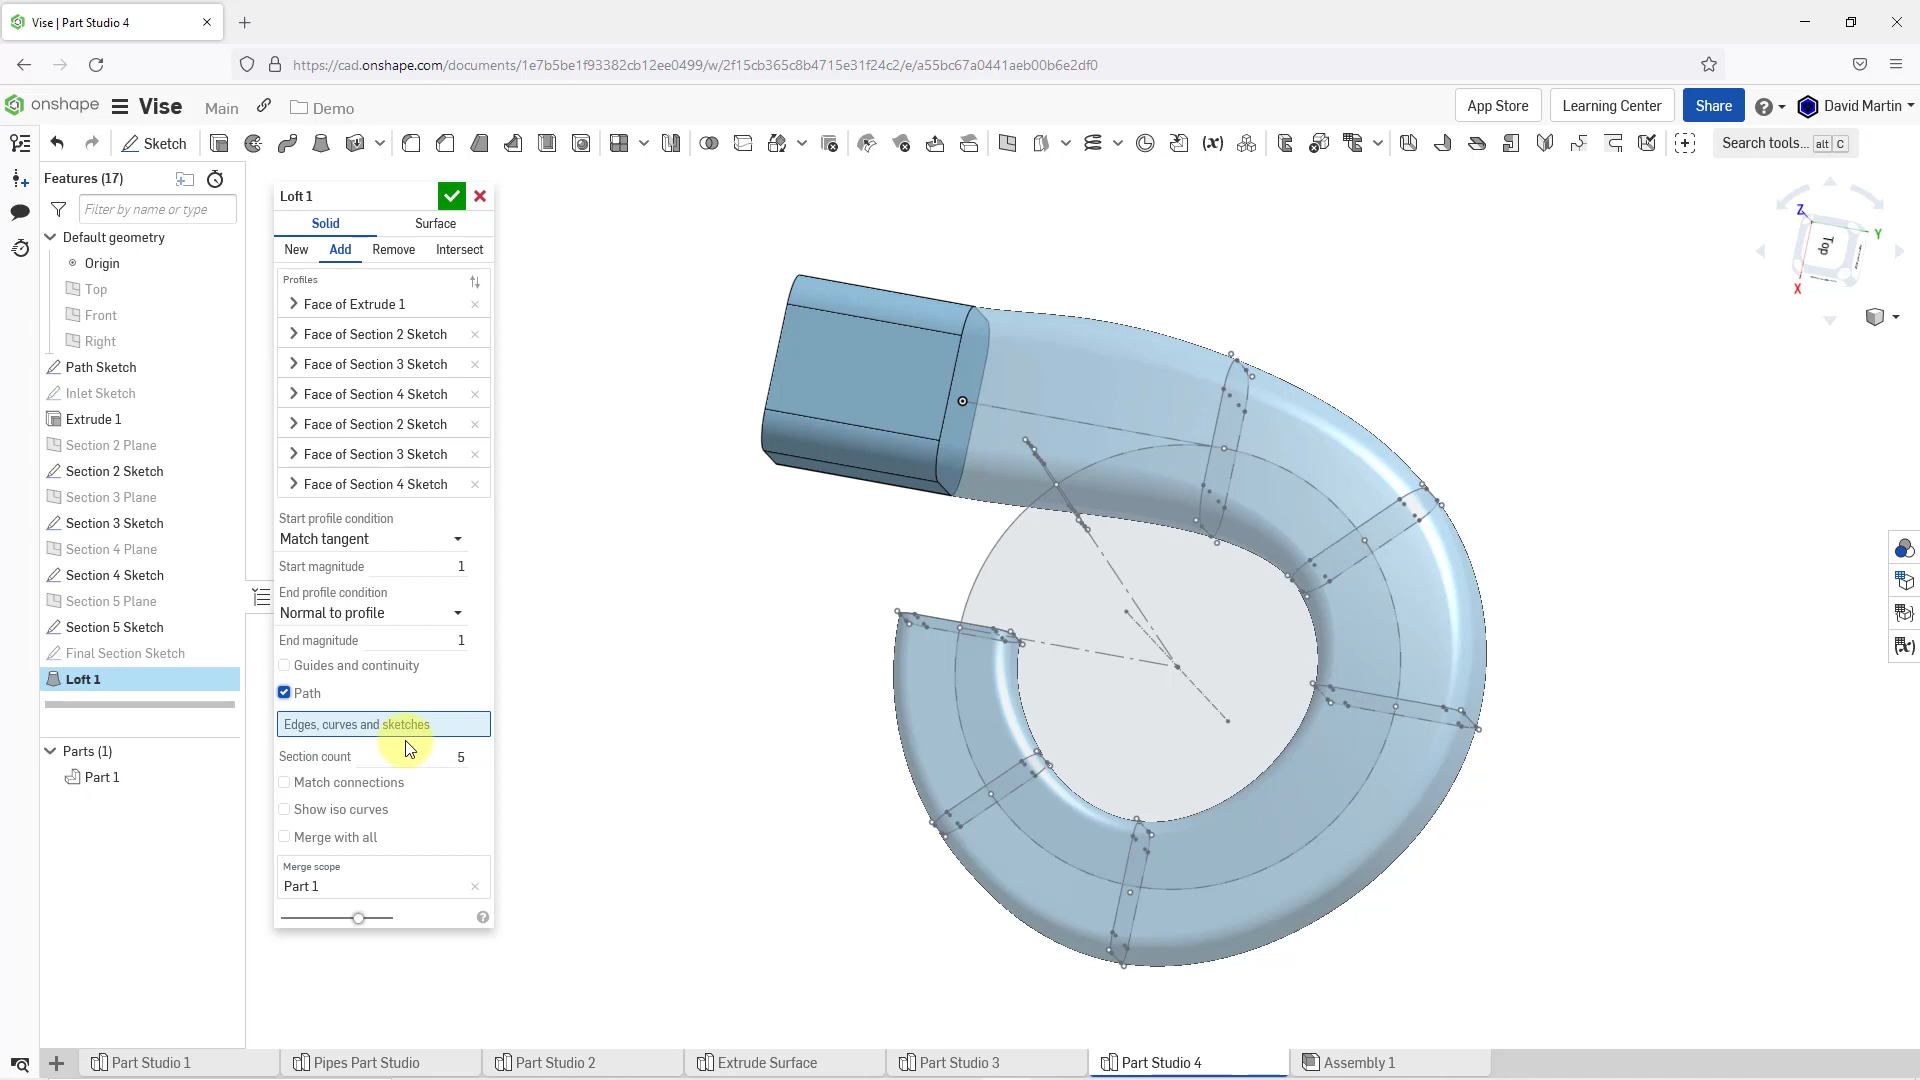 Vise | Part Studio 4
https://cad.onshape.com/documents/1e7b5be1f93382cb12ee0499/w/2f15cb365c8b4715e31f24c2/e/a55bc67a0441aeb00b6e2df0
onshape Vise Main Demo App Store Learning Center Share David Martin
Sketch Search tools... alt C
Features (17)
Filter by name or type
Default geometry
Origin
Top
Front
Right
Path Sketch
Inlet Sketch
Extrude 1
Section 2 Plane
Section 2 Sketch
Section 3 Plane
Section 3 Sketch
Section 4 Plane
Section 4 Sketch
Section 5 Plane
Section 5 Sketch
Final Section Sketch
Loft 1
Parts (1)
Part 1
Loft 1
Solid Surface
New Add Remove Intersect
Profiles
Face of Extrude 1
Face of Section 2 Sketch
Face of Section 3 Sketch
Face of Section 4 Sketch
Face of Section 2 Sketch
Face of Section 3 Sketch
Face of Section 4 Sketch
Start profile condition
Match tangent
Start magnitude 1
End profile condition
Normal to profile
End magnitude 1
Guides and continuity
Path
Edges, curves and sketches
Section count 5
Match connections
Show iso curves
Merge with all
Merge scope
Part 1
Z
Y
Top
X
Part Studio 1 Pipes Part Studio Part Studio 2 Extrude Surface Part Studio 3 Part Studio 4 Assembly 1